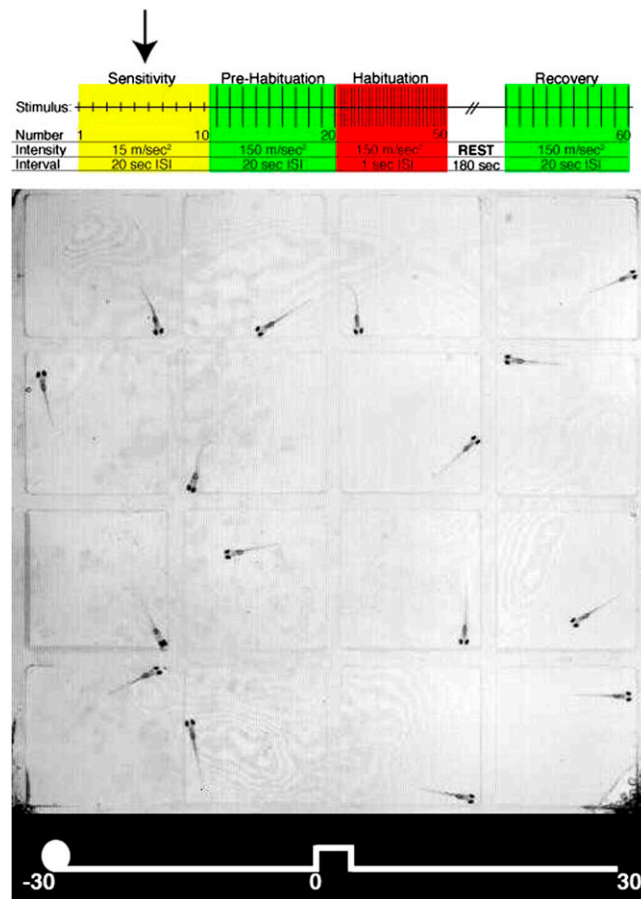 Sensitivity Pre-Habituation Habituation Recovery
Stimulus:
Number 1 10 20 50 60
Intensity 15 m/sec² 150 m/sec² 150 m/sec² REST 150 m/sec²
Interval 20 sec ISI 20 sec ISI 1 sec ISI 180 sec 20 sec ISI
-30 0 30